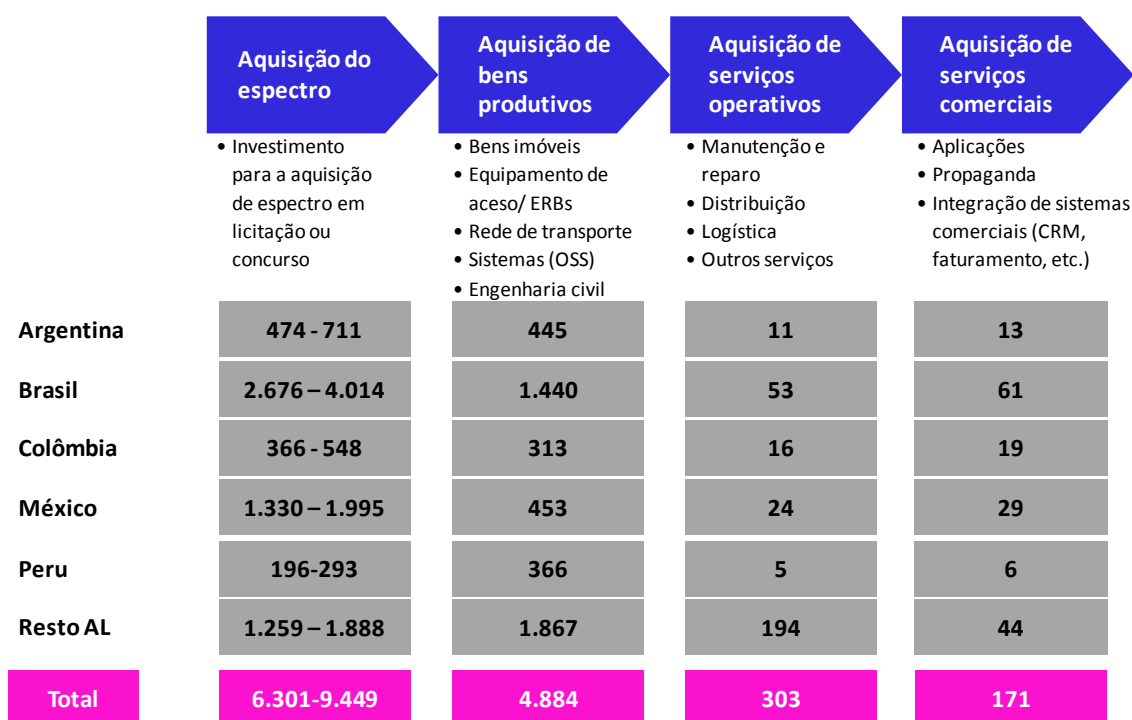 Aquisição do
espectro
Aquisição de
bens
produtivos
Aquisição de
serviços
operativos
Aquisição de
serviços
comerciais
• Investimento
para a aquisição
de espectro em
licitação ou
concurso
• Bens imóveis
• Equipamento de
aceso/ ERBs
• Rede de transporte
• Sistemas (OSS)
• Engenharia civil
• Manutenção e
reparo
• Distribuição
• Logística
• Outros serviços
• Aplicações
• Propaganda
• Integração de sistemas
comerciais (CRM,
faturamento, etc.)
Argentina 474 - 711 445 11 13
Brasil 2.676 – 4.014 1.440 53 61
Colômbia 366 - 548 313 16 19
México 1.330 – 1.995 453 24 29
Peru 196-293 366 5 6
Resto AL 1.259 – 1.888 1.867 194 44
Total 6.301-9.449 4.884 303 171